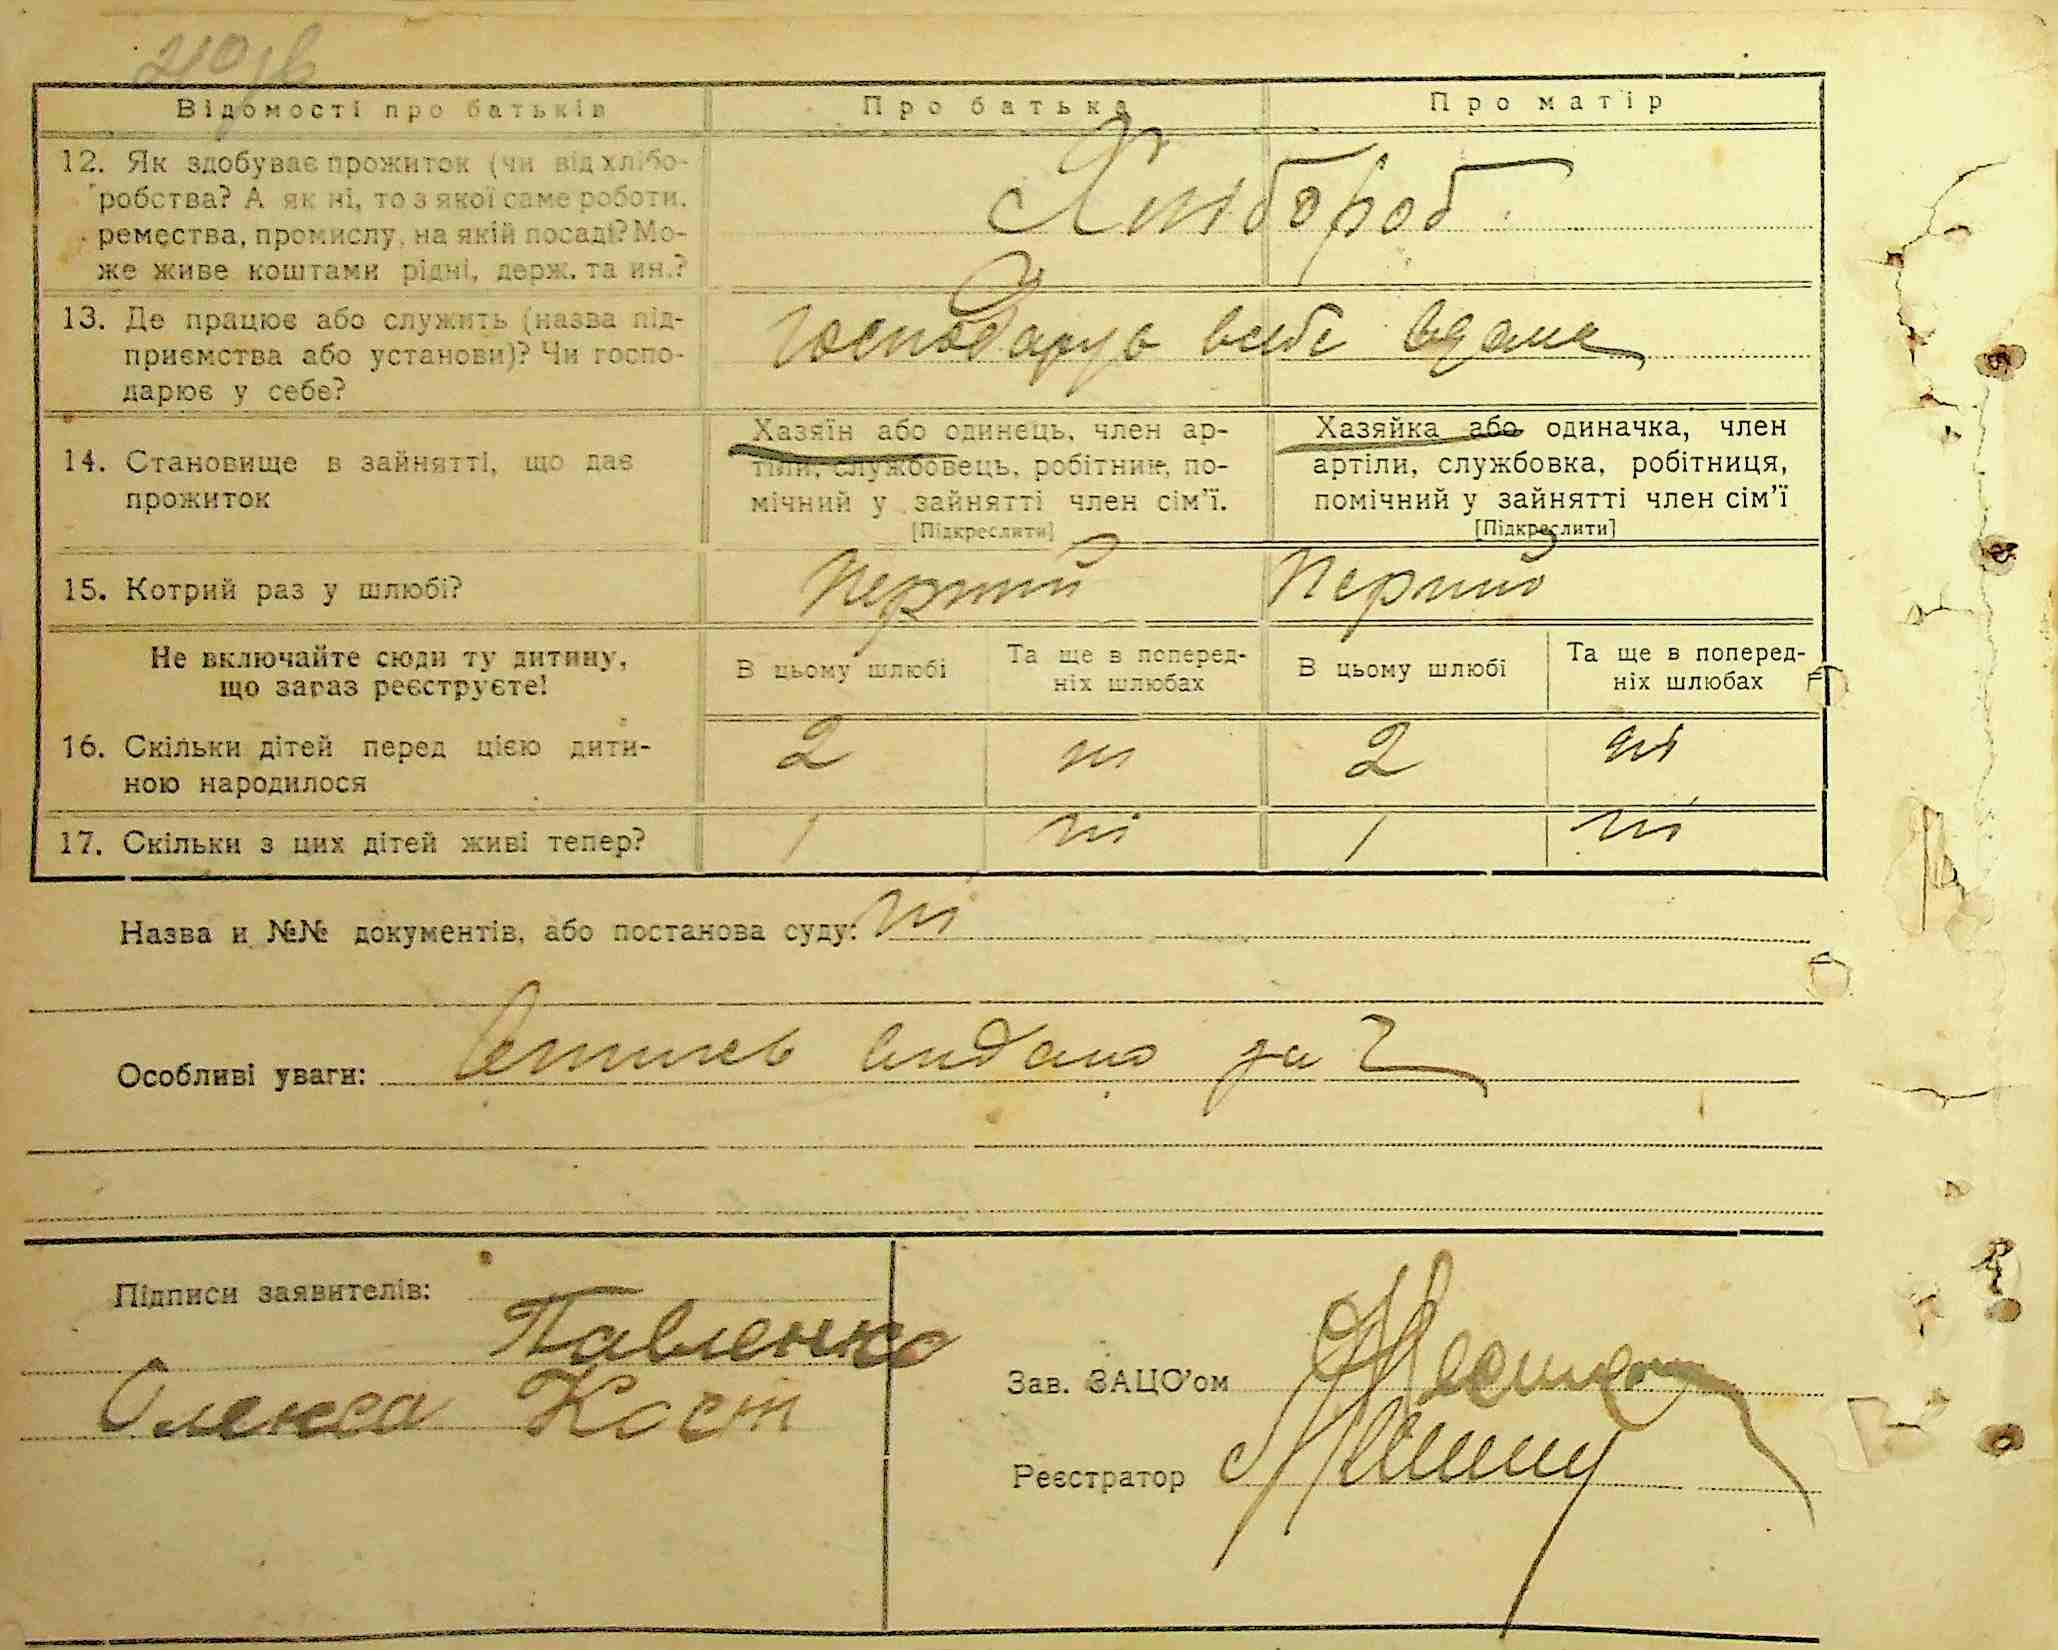 Відомості про батьків
Про батька
Про матір
12. Як здобуває прожиток (чи від хлібо-
робства? А як ні, то з якої саме роботи,
ремества, промислу, на якій посаді? Мо-
же живе коштами рідні, держ. та ин.?
Хлібороб
13. Де працює або служить (назва під-
приємства або установи)? Чи госпо-
дарює у себе?
14. Становище в зайнятті, що дає
прожиток
Хазяїн або одинець, член ар-
тіли, службовець, робітник, по-
мічний у зайнятті член сім’ї.
[Підкреслити]
Хазяйка або одиначка, член
артіли, службовка, робітниця,
помічний у зайнятті член сім’ї
[Підкреслити]
15. Котрий раз у шлюбі?
Перший Перший
Не включайте сюди ту дитину,
що зараз реєструєте!
В цьому шлюбі
Та ще в поперед-
ніх шлюбах
В цьому шлюбі
Та ще в поперед-
ніх шлюбах
16. Скільки дітей перед цією дити-
ною народилося
2 ні 2 ні
17. Скільки з цих дітей живі тепер?
1 ні 1 ні
Назва и №№ документів, або постанова суду: ні
Особливі уваги: видано за 2
Підписи заявителів:
Павленко
Олекса Кост
Зав. ЗАЦС’ом
Реєстратор